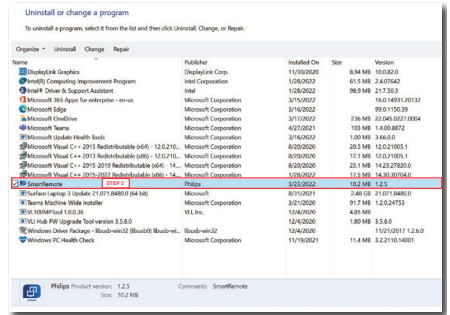 Uninstall or change a program
To uninstall a program, select it from the list and then click Uninstall, Change, or Repair.
Organize Uninstall Change Repair
Name Publisher Installed On Size Version
DisplayLink Graphics DisplayLink Corp. 11/30/2020 8.94 MB 10.0.82.0
Intel(R) Computing Improvement Program Intel Corporation 1/28/2022 61.5 MB 2.4.07642
Intel® Driver & Support Assistant Intel 1/28/2022 98.9 MB 21.7.50.3
Microsoft 365 Apps for enterprise - en-us Microsoft Corporation 3/15/2022 16.0.14931.20132
Microsoft Edge Microsoft Corporation 3/16/2022 99.0.1150.39
Microsoft OneDrive Microsoft Corporation 3/17/2022 236 MB 22.045.0227.0004
Microsoft Teams Microsoft Corporation 4/27/2021 103 MB 1.4.00.8872
Microsoft Update Health Tools Microsoft Corporation 3/16/2022 1.00 MB 3.66.0.0
Microsoft Visual C++ 2013 Redistributable (x64) - 12.0.210... Microsoft Corporation 8/20/2020 20.5 MB 12.0.21005.1
Microsoft Visual C++ 2013 Redistributable (x86) - 12.0.210... Microsoft Corporation 8/20/2020 17.1 MB 12.0.21005.1
Microsoft Visual C++ 2015-2019 Redistributable (x64) - 14.... Microsoft Corporation 8/20/2020 23.1 MB 14.23.27820.0
Microsoft Visual C++ 2015-2022 Redistributable (x86) - 14.... Microsoft Corporation 1/28/2022 17.5 MB 14.30.30704.0
SmartRemote STEP 3 Philips 3/23/2022 10.2 MB 1.2.5
Surface Laptop 3 Update 21.071.8480.0 (64 bit) Microsoft 8/31/2021 2.48 GB 21.071.8480.0
Teams Machine-Wide Installer Microsoft Corporation 3/21/2020 91.7 MB 1.2.0.24753
VL100MPTool 1.0.0.36 VLI, Inc. 12/4/2020 4.85 MB
VLI Hub FW Upgrade Tool version 3.5.8.0 12/4/2020 1.80 MB 3.5.8.0
Windows Driver Package - libusb-win32 (libusb0) libusb-wi... libusb-win32 12/4/2020 11/21/2017 1.2.6.0
Windows PC Health Check Microsoft Corporation 11/19/2021 11.4 MB 3.2.2110.14001
Philips Product version: 1.2.5 Comments: SmartRemote
Size: 10.2 MB